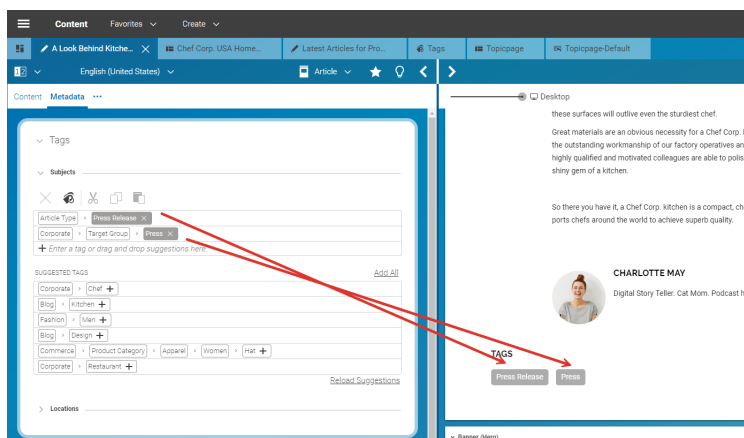 Content Favorites Create
A Look Behind Kitche... Chef Corp. USA Home... Latest Articles for Pro... Tags Topicpage Topicpage-Default
English (United States) Article
Content Metadata ...
Desktop
these surfaces will outlive even the sturdiest chef.
Great materials are an obvious necessity for a Chef Corp.
the outstanding workmanship of our factory operatives an
highly qualified and motivated colleagues are able to polis
shiny gem of a kitchen.
So there you have it, a Chef Corp. kitchen is a compact, ch
ports chefs around the world to achieve superb quality.
CHARLOTTE MAY
Digital Story Teller. Cat Mom. Podcast h
TAGS
Press Release Press
Banner (Hero)
Tags
Subjects
Article Type › Press Release ×
Corporate › Target Group › Press ×
+ Enter a tag or drag and drop suggestions here.
SUGGESTED TAGS Add All
Corporate › Chef +
Blog › Kitchen +
Fashion › Men +
Blog › Design +
Commerce › Product Category › Apparel › Women › Hat +
Corporate › Restaurant +
Reload Suggestions
Locations